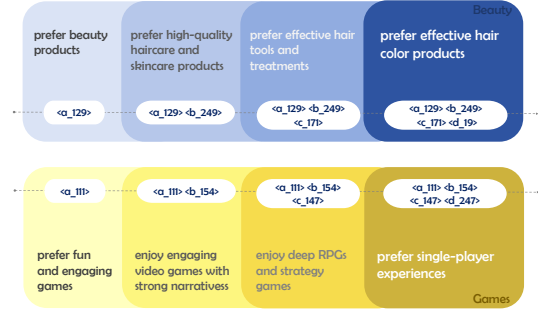 Beauty
prefer beauty
products
prefer high-quality
haircare and
skincare products
prefer effective hair
tools and
treatments
prefer effective hair
color products
<a_129>
<a_129> <b_249>
<a_129> <b_249>
<c_171>
<a_129> <b_249>
<c_171> <d_19>
<a_111>
<a_111> <b_154>
<a_111> <b_154>
<c_147>
<a_111> <b_154>
<c_147> <d_247>
prefer fun
and engaging
games
enjoy engaging
video games with
strong narrativess
enjoy deep RPGs
and strategy
games
prefer single-player
experiences
Games